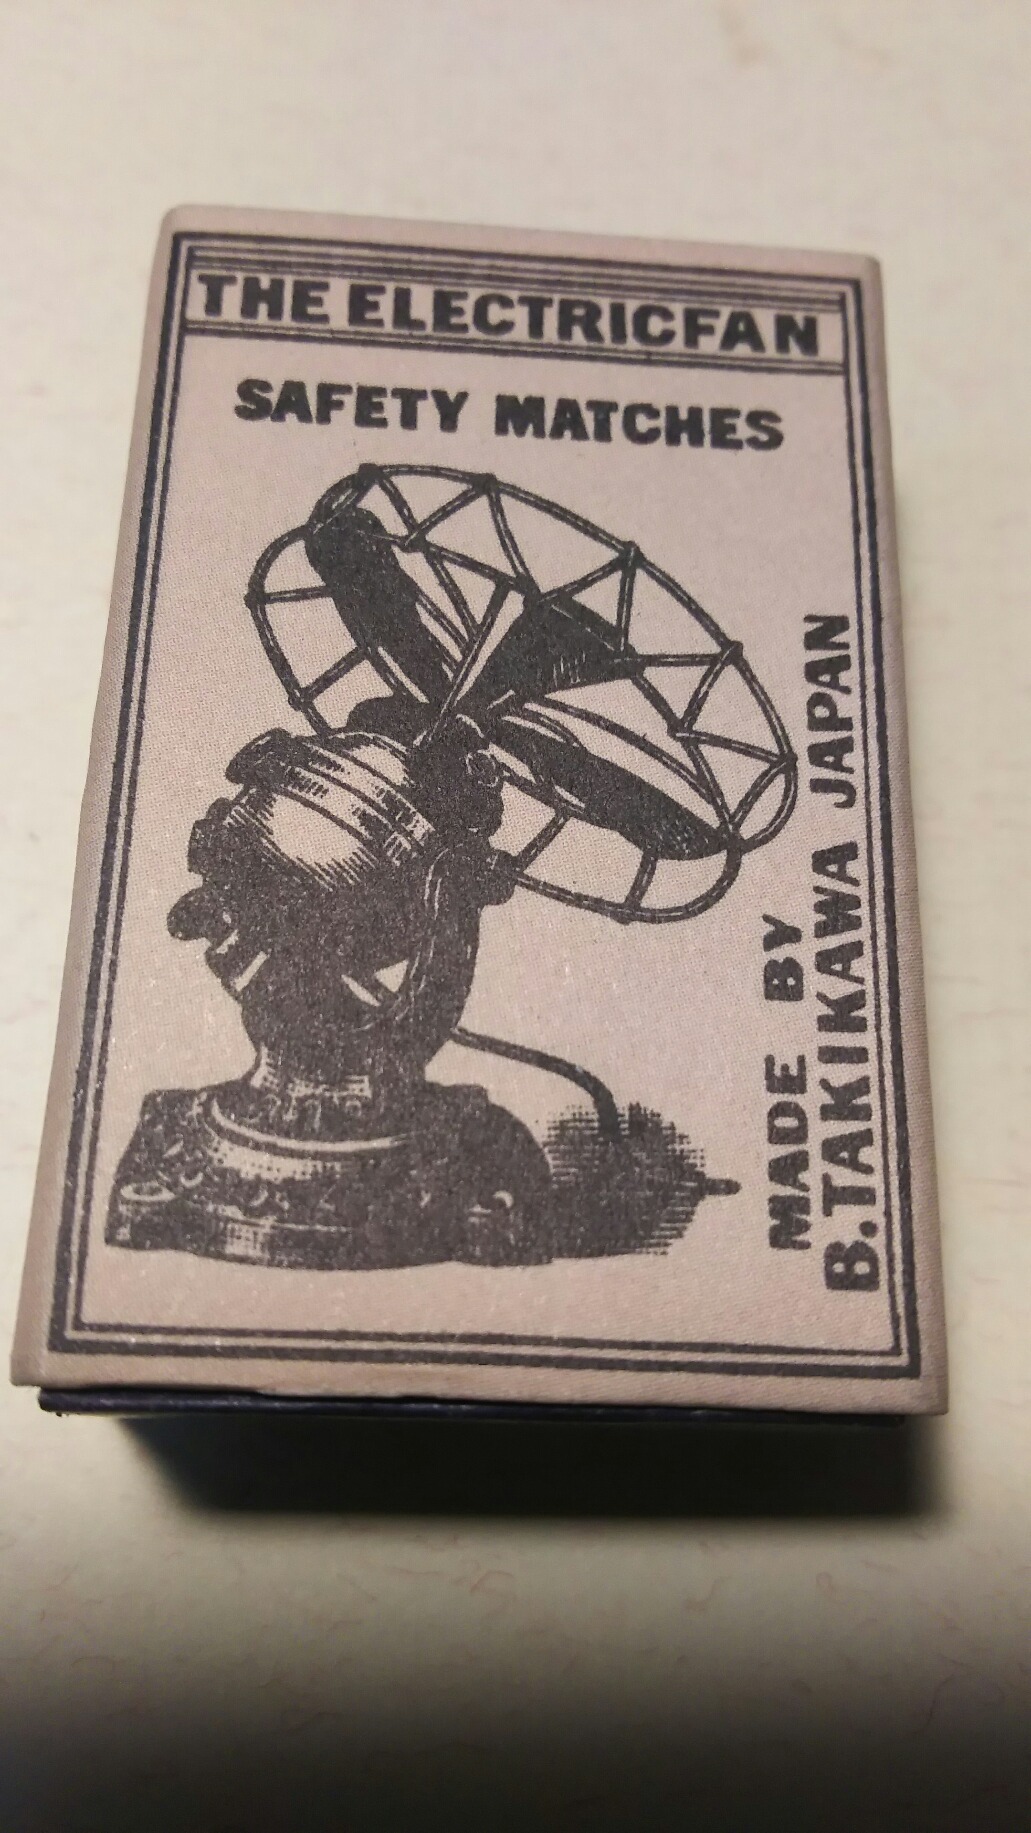 THE ELECTRICFAN
SAFETY MATCHES
MADE BY
B.TAKIKAWA JAPAN